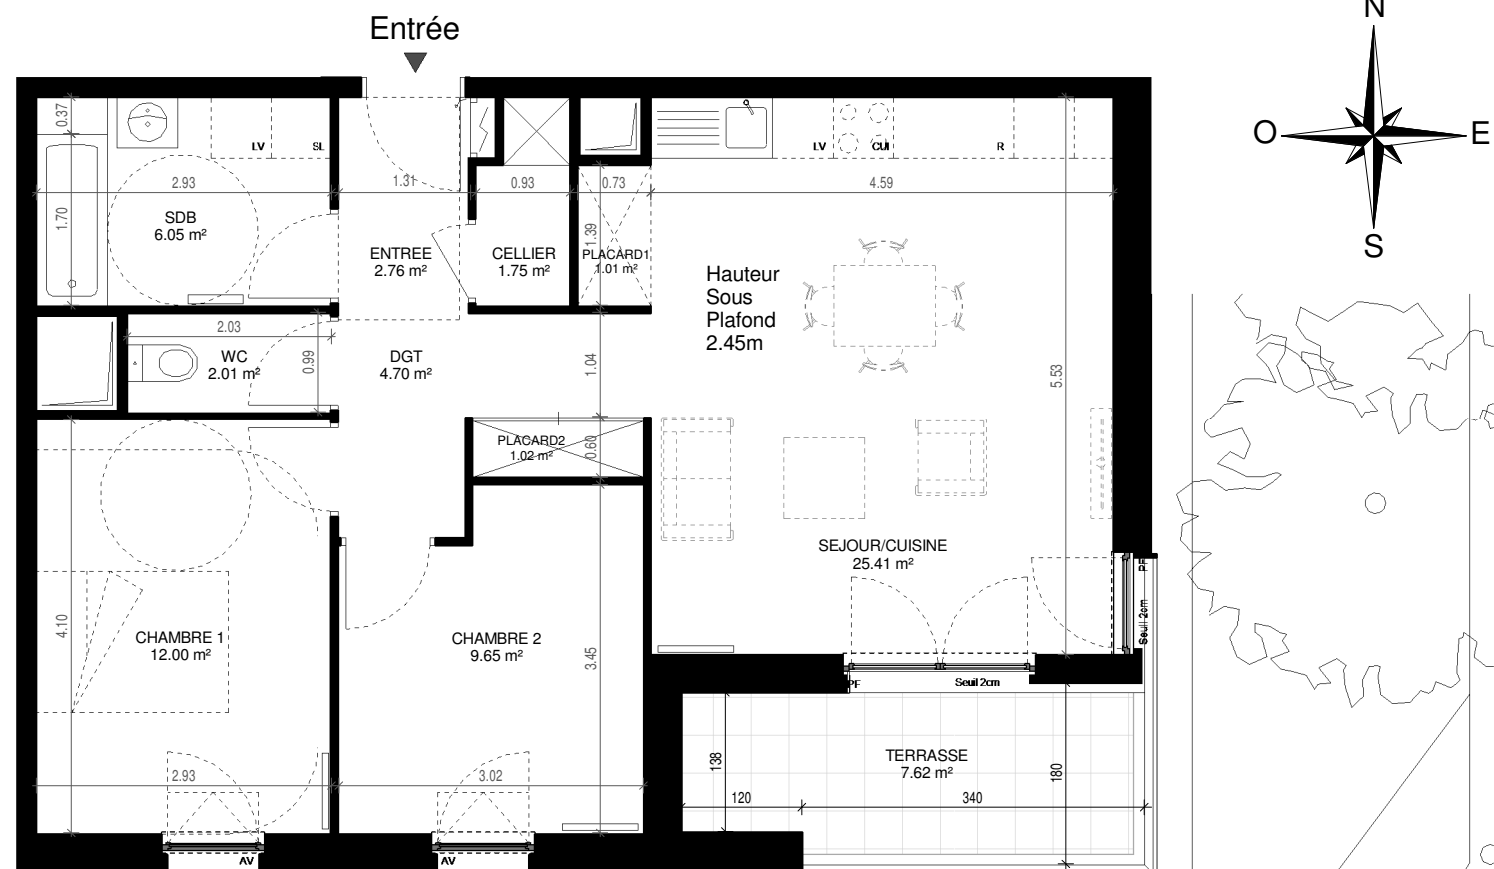 Entrée
N
O
E
S
0.37
LV
SL
2.93
1.31
0.93
0.73
4.59
LV
CUI
R
1.70
SDB
6.05 m²
ENTREE
2.76 m²
CELLIER
1.75 m²
1.39
PLACARD1
1.01 m²
Hauteur
Sous
Plafond
2.45m
2.03
WC
2.01 m²
0.99
DGT
4.70 m²
1.04
5.53
PLACARD2
1.02 m²
0.60
SEJOUR/CUISINE
25.41 m²
PF
Seuil 2cm
4.10
CHAMBRE 1
12.00 m²
CHAMBRE 2
9.65 m²
3.45
PF
Seuil 2cm
TERRASSE
7.62 m²
138
180
2.93
3.02
120
340
AV
AV